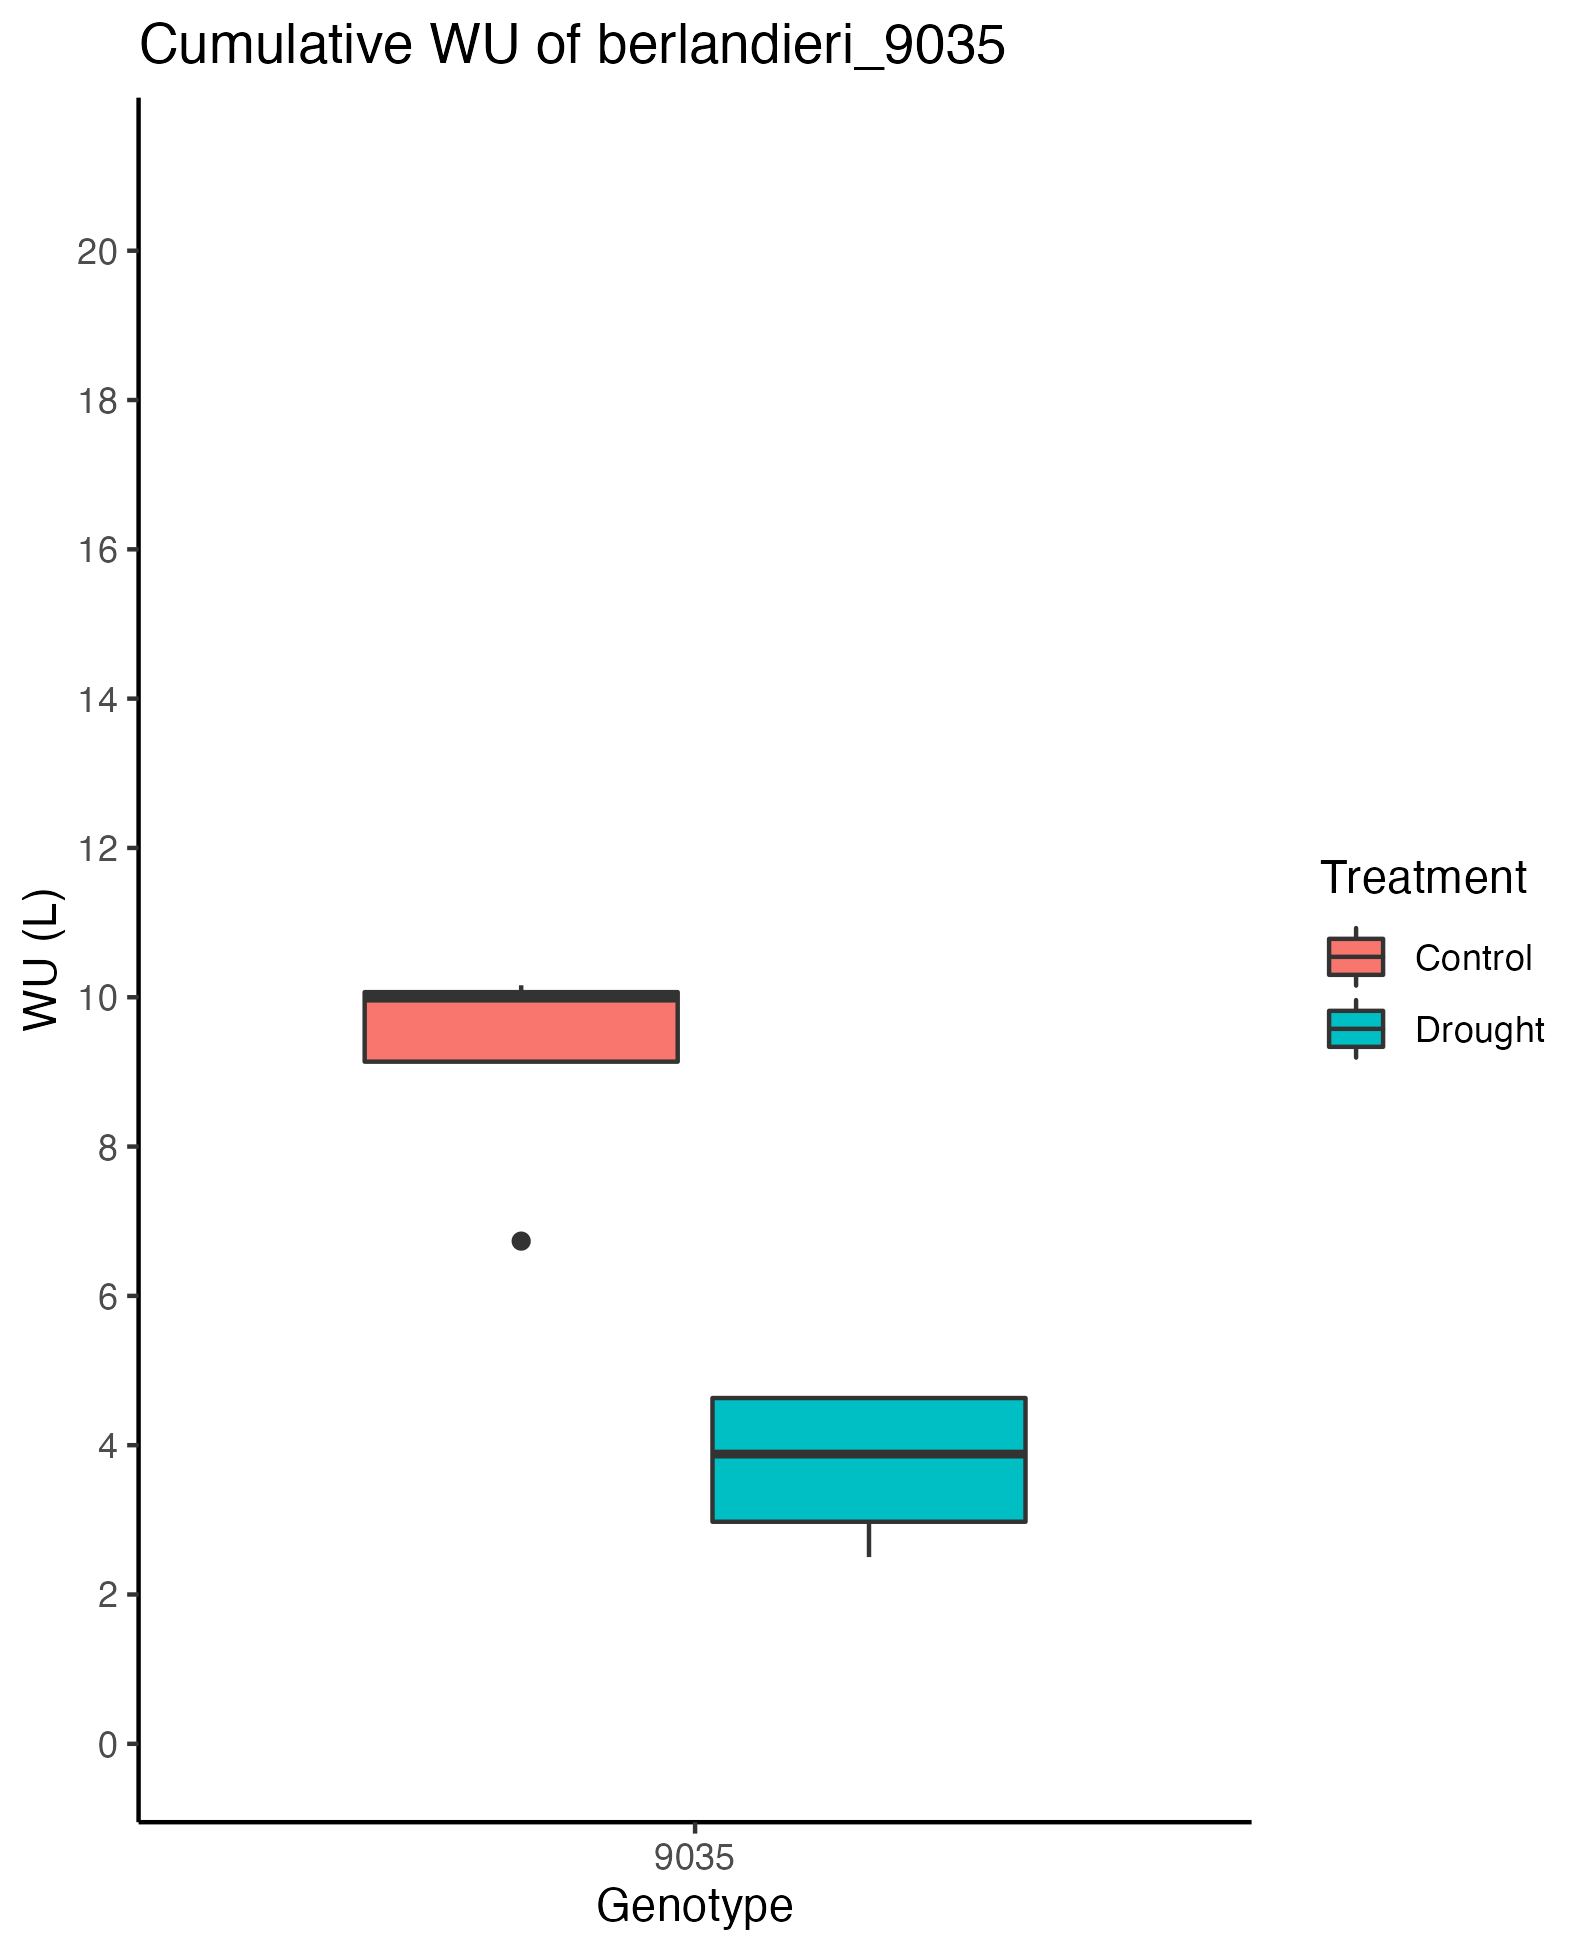 Cumulative WU of berlandieri_9035
20
18
16
14
12
10
8
6
4
2
0
WU (L)
Treatment
Control
Drought
9035
Genotype